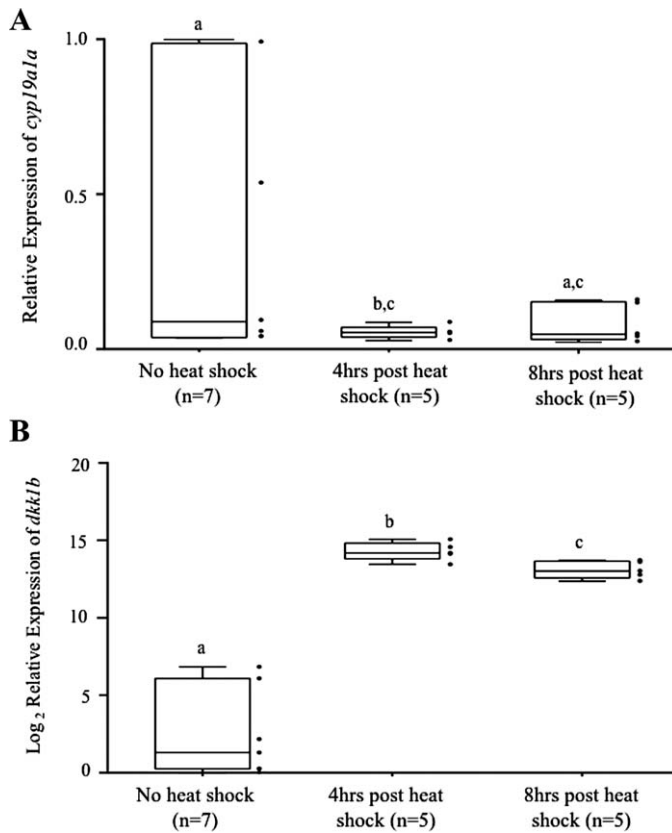 A
Relative Expression of cyp19a1a
1.0
0.5
0.0
a
b,c
a,c
No heat shock
(n=7)
4hrs post heat
shock (n=5)
8hrs post heat
shock (n=5)
B
Log 2 Relative Expression of dkk1b
20
15
10
5
0
a
b
c
No heat shock
(n=7)
4hrs post heat
shock (n=5)
8hrs post heat
shock (n=5)